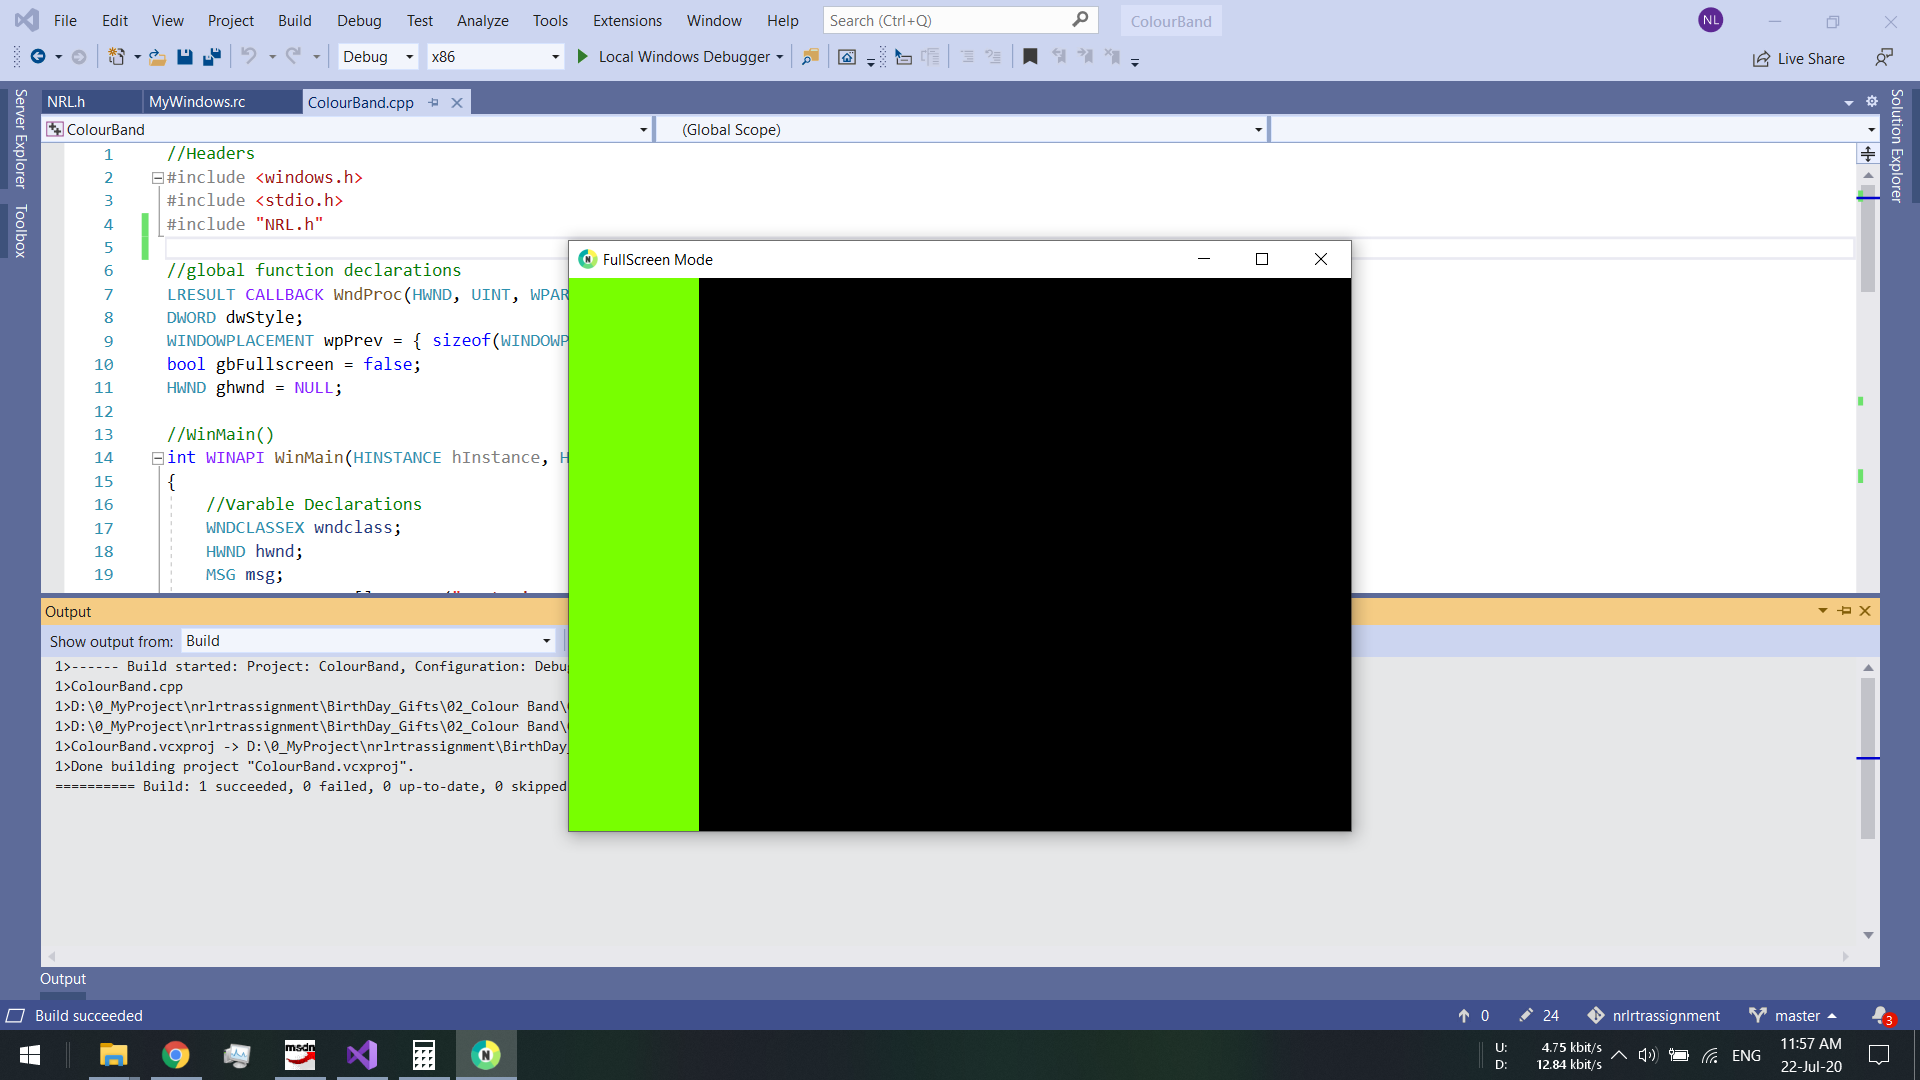 File Edit View Project Build Debug Test Analyze Tools Extensions Window Help Search (Ctrl+Q) ColourBand NL
Debug x86 Local Windows Debugger Live Share
Server Explorer
Toolbox
NRL.h MyWindows.rc ColourBand.cpp
ColourBand (Global Scope)
Solution Explorer
1 //Headers
2 #include <windows.h>
3 #include <stdio.h>
4 #include "NRL.h"
5
6 //global function declarations
7 LRESULT CALLBACK WndProc(HWND, UINT, WPAR
8 DWORD dwStyle;
9 WINDOWPLACEMENT wpPrev = { sizeof(WINDOWP
10 bool gbFullscreen = false;
11 HWND ghwnd = NULL;
12
13 //WinMain()
14 int WINAPI WinMain(HINSTANCE hInstance, H
15 {
16 //Varable Declarations
17 WNDCLASSEX wndclass;
18 HWND hwnd;
19 MSG msg;
N FullScreen Mode
Output
Show output from: Build
1>------ Build started: Project: ColourBand, Configuration: Debug
1>ColourBand.cpp
1>D:\0_MyProject\nrlrtrassignment\BirthDay_Gifts\02_Colour Band\
1>D:\0_MyProject\nrlrtrassignment\BirthDay_Gifts\02_Colour Band\
1>ColourBand.vcxproj -> D:\0_MyProject\nrlrtrassignment\BirthDay_
1>Done building project "ColourBand.vcxproj".
========== Build: 1 succeeded, 0 failed, 0 up-to-date, 0 skipped
Output
Build succeeded 0 24 nrlrtrassignment master 3
msdn N
U: 4.75 kbit/s
D: 12.84 kbit/s
ENG
11:57 AM
22-Jul-20